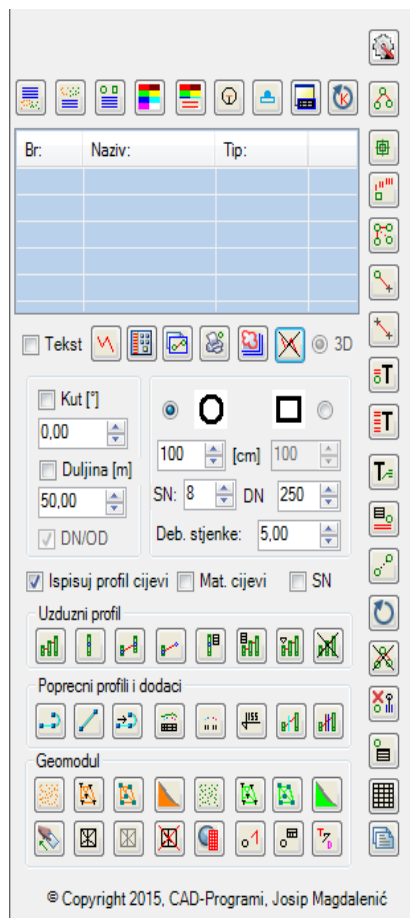 Br: Naziv: Tip:
Tekst 3D
Kut [°]
0,00
Duljina [m]
50,00
DN/OD
100 [cm] 100
SN: 8 DN 250
Deb. stjenke: 5,00
Ispisuj profil cijevi Mat. cijevi SN
Uzduzni profil
Poprecni profili i dodaci
Geomodul
© Copyright 2015, CAD-Programi, Josip Magdalenić